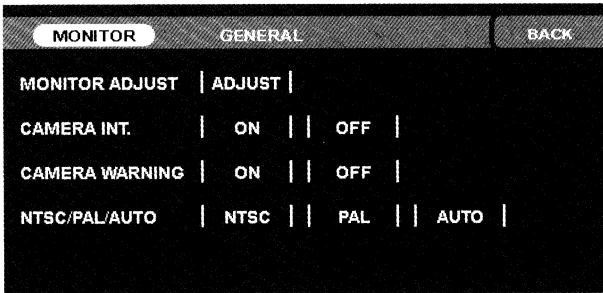 MONITOR GENERAL BACK
MONITOR ADJUST ADJUST
CAMERA INT. ON OFF
CAMERA WARNING ON OFF
NTSC/PAL/AUTO NTSC PAL AUTO